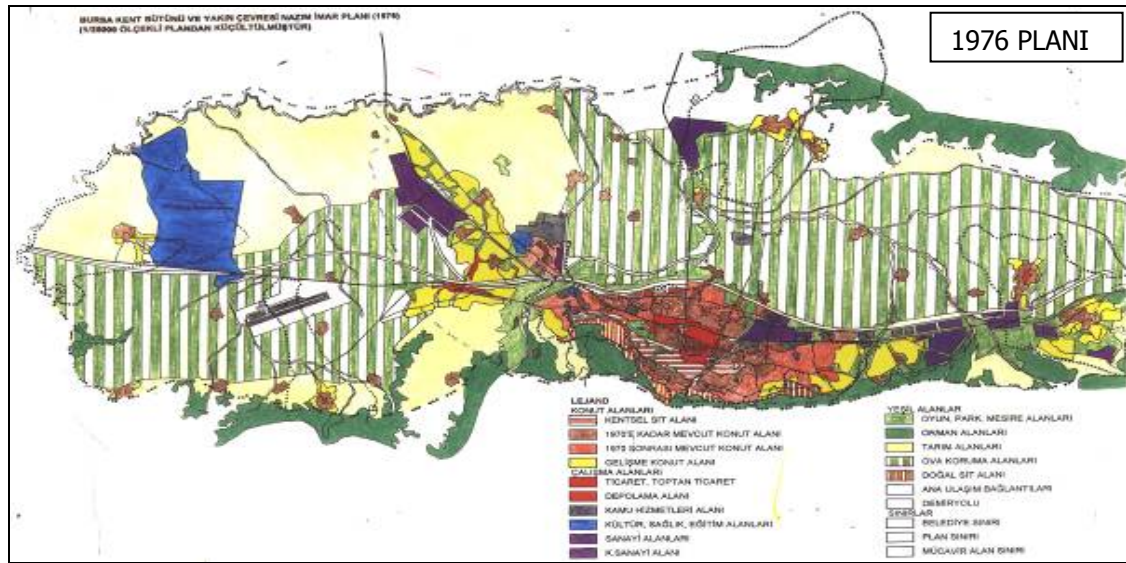 BURSA KENT BÜTÜNÜ VE YAKIN ÇEVRESİ NAZIM İMAR PLANI (1976)
(1/25000 ÖLÇEKLİ PLANDAN KÜÇÜLTÜLMÜŞTÜR)
1976 PLANI
LEJAND
KONUT ALANLARI
KENTSEL SİT ALANI
1970'E KADAR MEVCUT KONUT ALANI
1970 SONRASI MEVCUT KONUT ALANI
GELİŞME KONUT ALANI
ÇALIŞMA ALANLARI
TİCARET, TOPTAN TİCARET
DEPOLAMA ALANI
KAMU HİZMETLERİ ALANI
KÜLTÜR, SAĞLIK, EĞİTİM ALANLARI
SANAYİ ALANLARI
K.SANAYİ ALANI
YEŞİL ALANLAR
OYUN, PARK, MESİRE ALANLARI
ORMAN ALANLARI
TARIM ALANLARI
OVA KORUMA ALANLARI
DOĞAL SİT ALANI
ANA ULAŞIM BAĞLANTILARI
DEMİRYOLU
SINIRLAR
BELEDİYE SINIRI
PLAN SINIRI
MÜCAVİR ALAN SINIRI